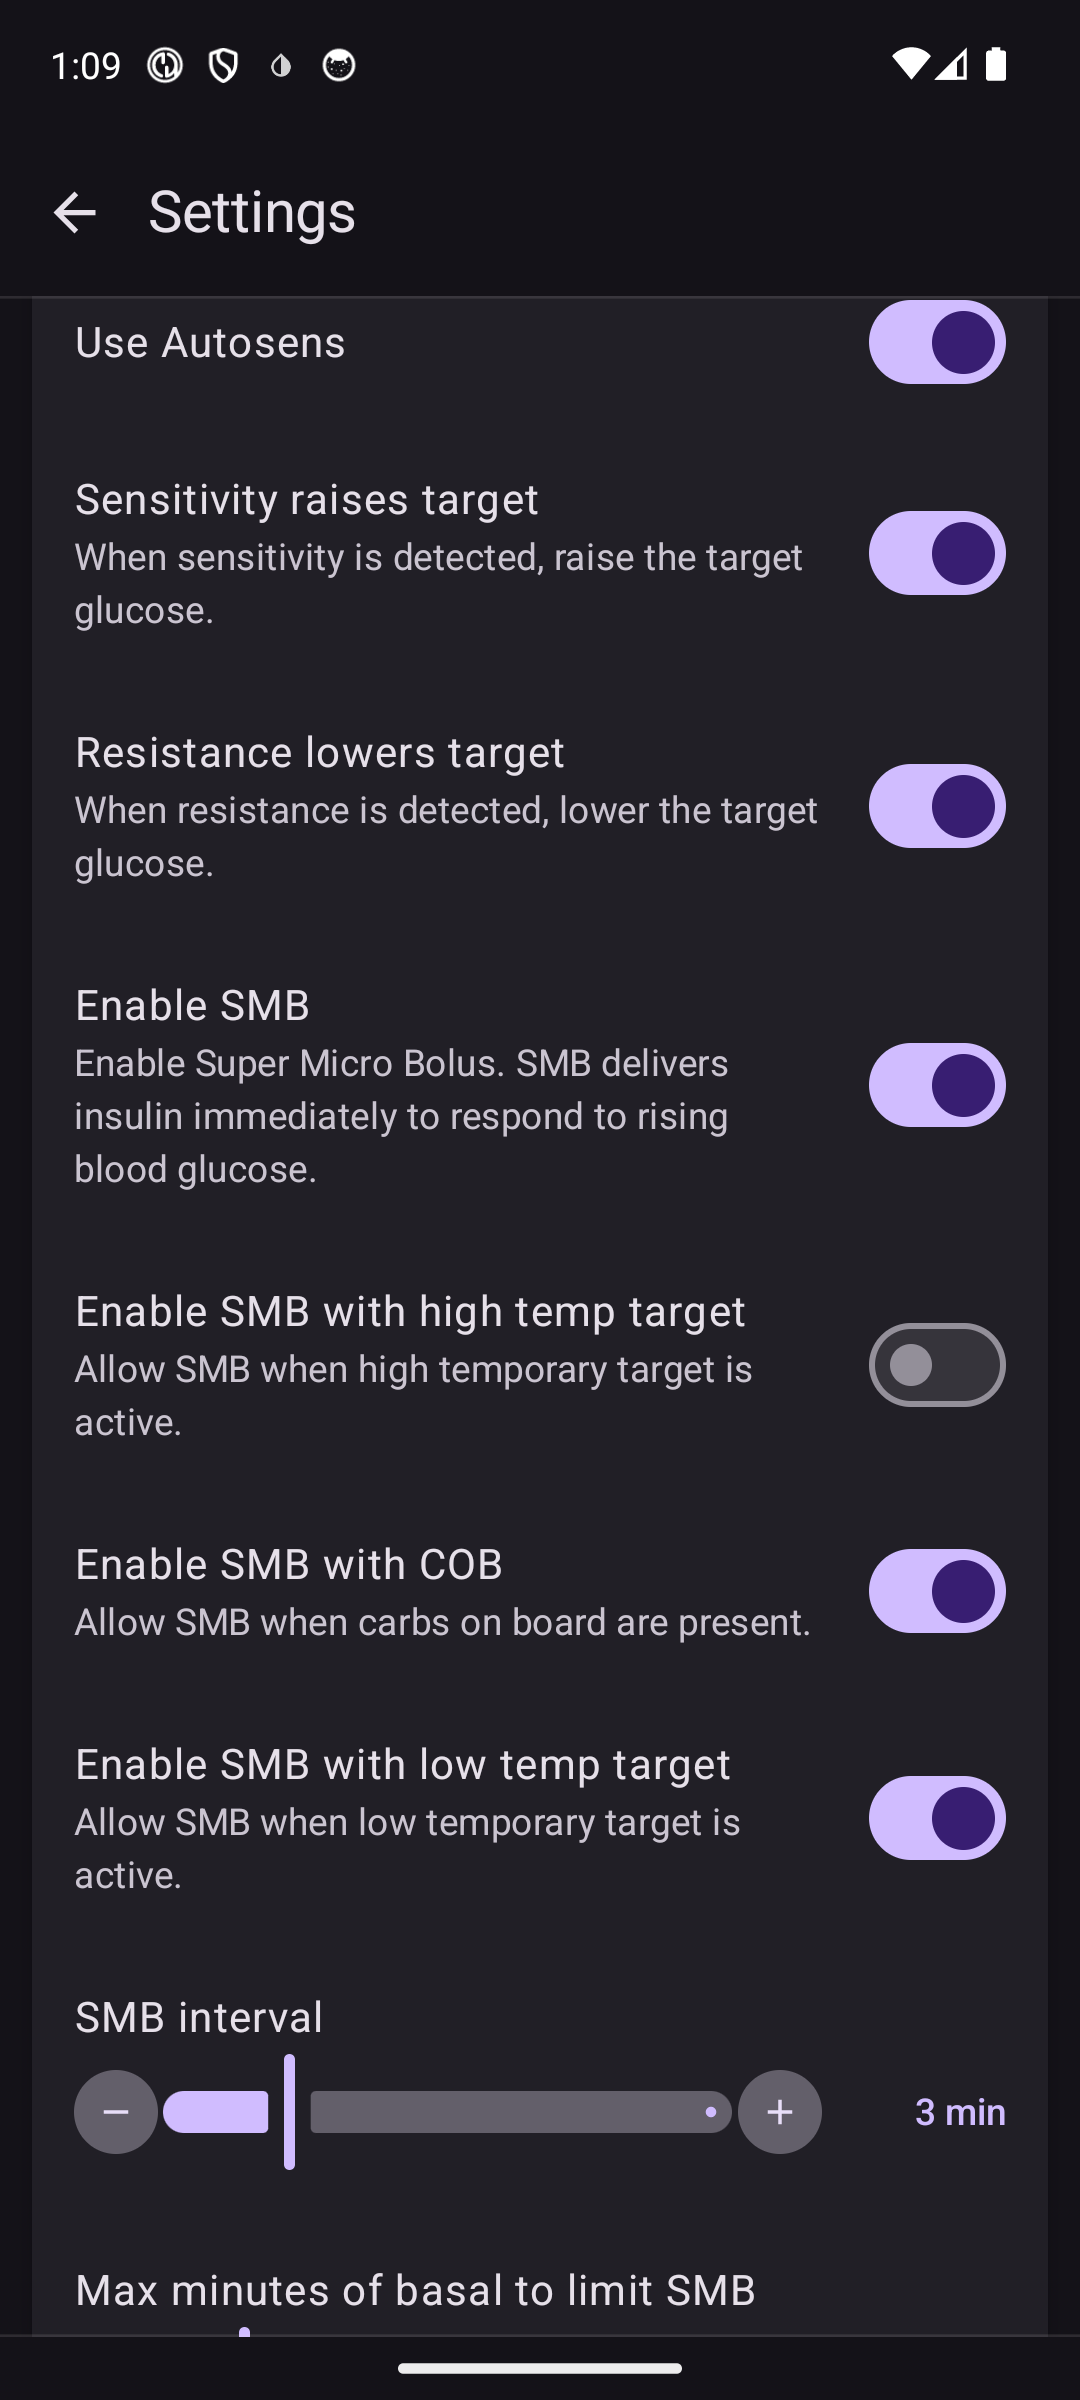 1:09
Settings
Use Autosens
Sensitivity raises target
When sensitivity is detected, raise the target
glucose.
Resistance lowers target
When resistance is detected, lower the target
glucose.
Enable SMB
Enable Super Micro Bolus. SMB delivers
insulin immediately to respond to rising
blood glucose.
Enable SMB with high temp target
Allow SMB when high temporary target is
active.
Enable SMB with COB
Allow SMB when carbs on board are present.
Enable SMB with low temp target
Allow SMB when low temporary target is
active.
SMB interval
3 min
Max minutes of basal to limit SMB